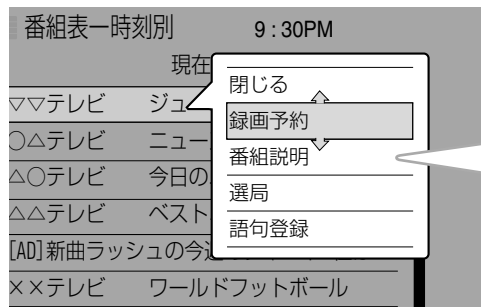 番組表一時刻別 9:30PM
現在
▽▽テレビ ジュ
○△テレビ ニュー
△○テレビ 今日の
△△テレビ ベスト
[AD]新曲ラッシュの今
××テレビ ワールドフットボール
閉じる
録画予約
番組説明
選局
語句登録